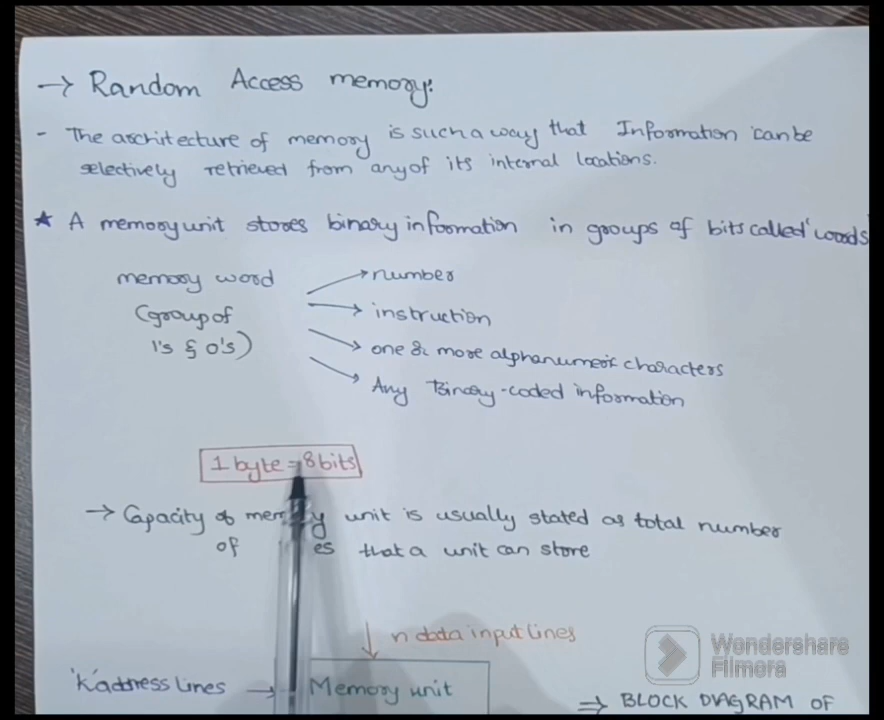 → Random Access memory:
- The architecture of memory is such a way that Information can be
selectively retrieved from any of its internal locations.
★ A memory unit stores binary information in groups of bits called 'words
memory word → number
(group of → instruction
1's & 0's) → one & more alphanumeric characters
→ Any Binary-coded information
1 byte = 8 bits
→ Capacity of memory unit is usually stated as total number
of es that a unit can store
↓ n data input lines
'K' address lines → Memory unit
⇒ BLOCK DIAGRAM OF
Wondershare
Filmora